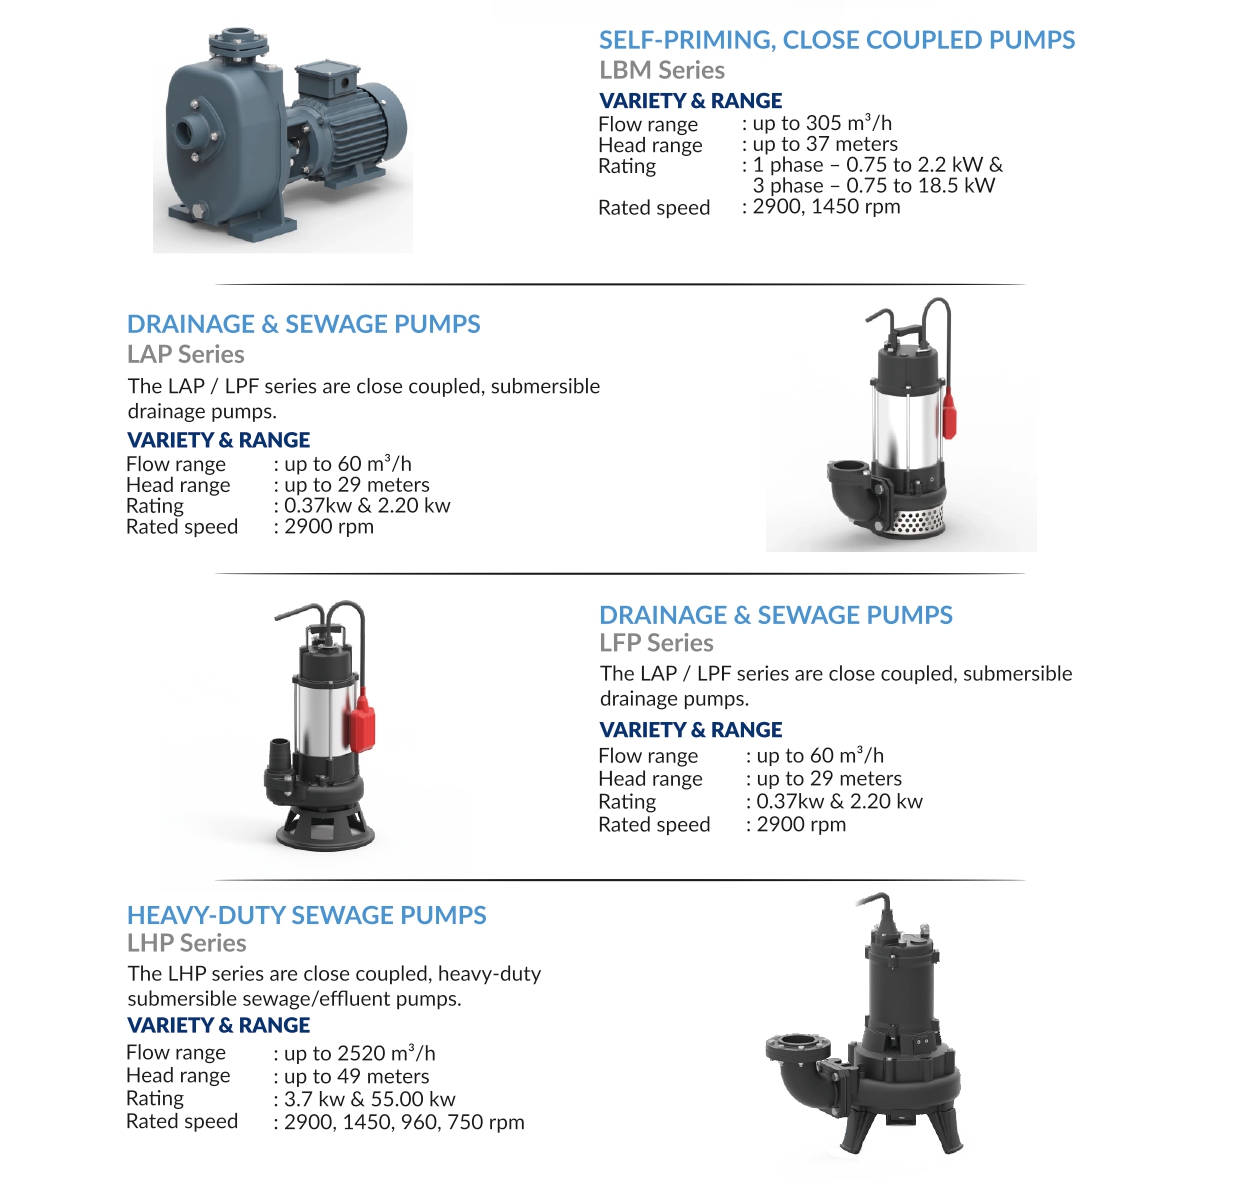 SELF-PRIMING, CLOSE COUPLED PUMPS
LBM Series
VARIETY & RANGE
Flow range : up to 305 m³/h
Head range : up to 37 meters
Rating : 1 phase – 0.75 to 2.2 kW &
3 phase – 0.75 to 18.5 kW
Rated speed : 2900, 1450 rpm
DRAINAGE & SEWAGE PUMPS
LAP Series
The LAP / LPF series are close coupled, submersible
drainage pumps.
VARIETY & RANGE
Flow range : up to 60 m³/h
Head range : up to 29 meters
Rating : 0.37kw & 2.20 kw
Rated speed : 2900 rpm
DRAINAGE & SEWAGE PUMPS
LFP Series
The LAP / LPF series are close coupled, submersible
drainage pumps.
VARIETY & RANGE
Flow range : up to 60 m³/h
Head range : up to 29 meters
Rating : 0.37kw & 2.20 kw
Rated speed : 2900 rpm
HEAVY-DUTY SEWAGE PUMPS
LHP Series
The LHP series are close coupled, heavy-duty
submersible sewage/effluent pumps.
VARIETY & RANGE
Flow range : up to 2520 m³/h
Head range : up to 49 meters
Rating : 3.7 kw & 55.00 kw
Rated speed : 2900, 1450, 960, 750 rpm